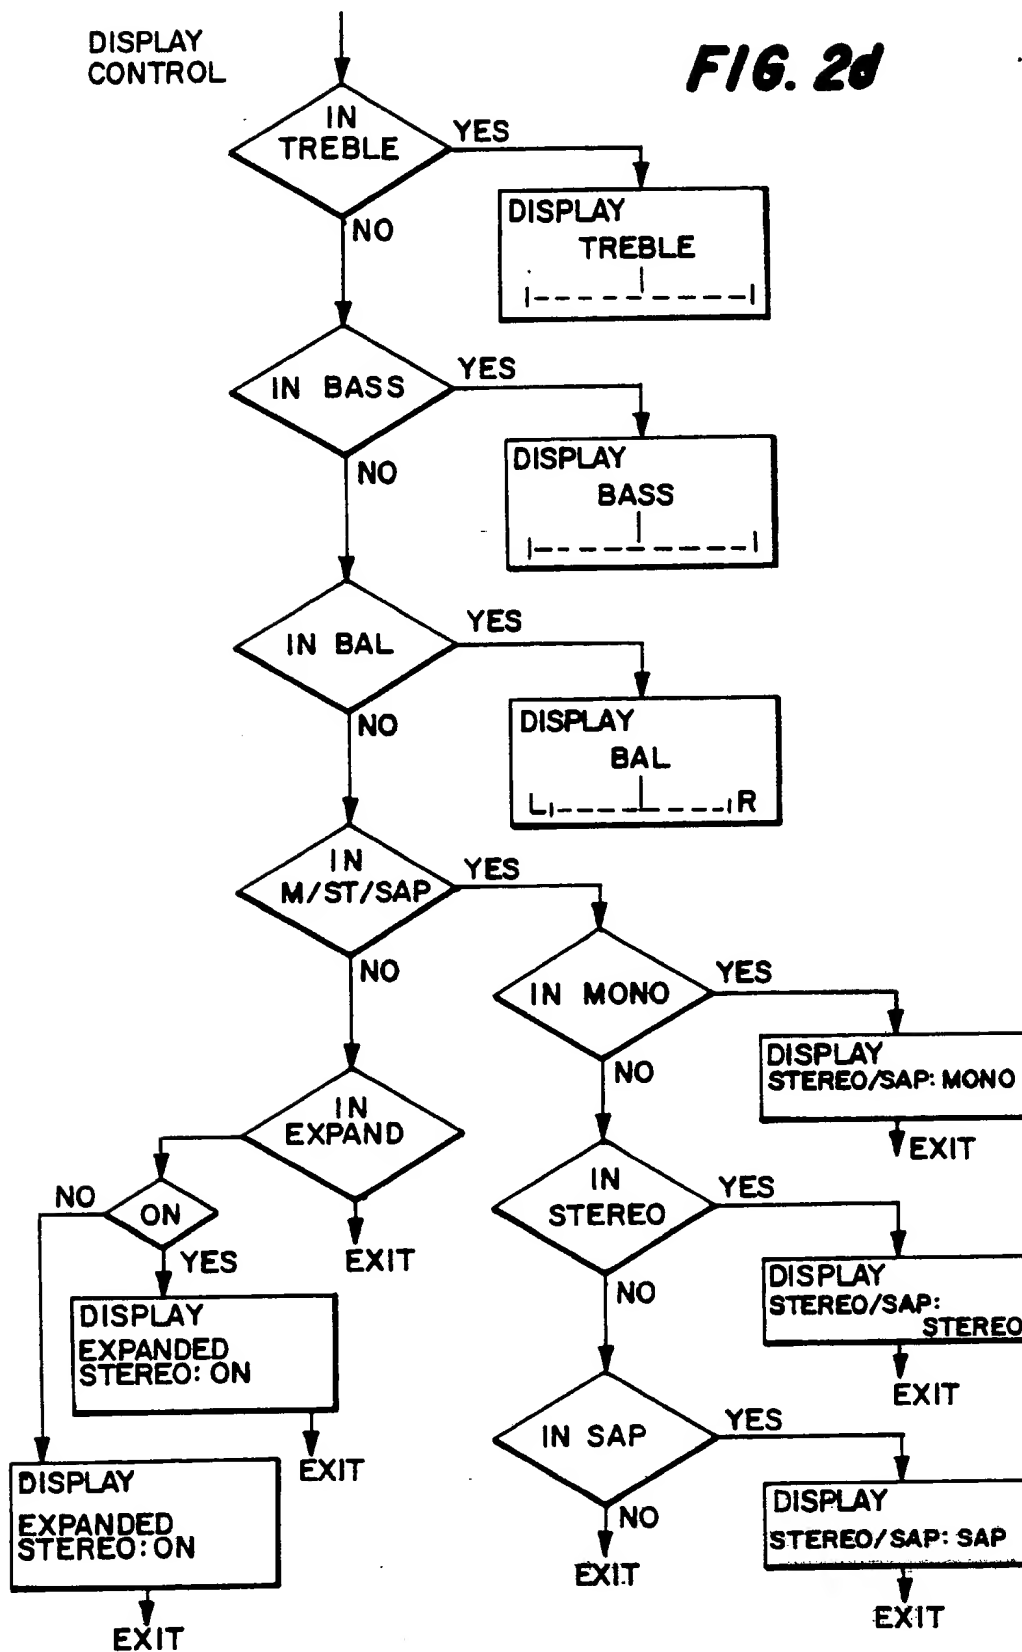 DISPLAY
CONTROL
FIG. 2d
IN
TREBLE
YES
NO
DISPLAY
TREBLE
IN BASS
YES
NO
DISPLAY
BASS
IN BAL
YES
NO
DISPLAY
BAL
L R
IN
M/ST/SAP
YES
NO
IN MONO
YES
NO
DISPLAY
STEREO/SAP: MONO
EXIT
IN
EXPAND
EXIT
NO
ON
YES
DISPLAY
EXPANDED
STEREO: ON
EXIT
DISPLAY
EXPANDED
STEREO: ON
EXIT
IN
STEREO
YES
NO
DISPLAY
STEREO/SAP:
STEREO
EXIT
IN SAP
YES
NO
EXIT
DISPLAY
STEREO/SAP: SAP
EXIT